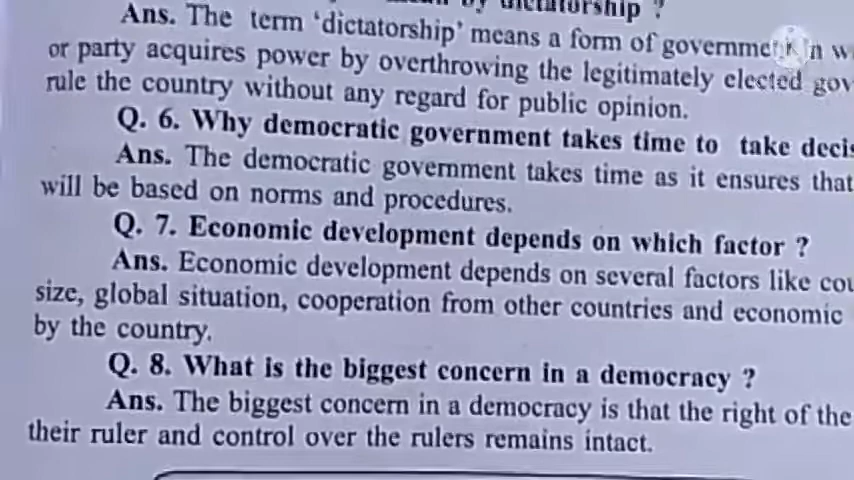 by dictatorship ?
Ans. The term ‘dictatorship’ means a form of governme
or party acquires power by overthrowing the legitimately elected gov
rule the country without any regard for public opinion.
Q. 6. Why democratic government takes time to take decis
Ans. The democratic government takes time as it ensures that
will be based on norms and procedures.
Q. 7. Economic development depends on which factor ?
Ans. Economic development depends on several factors like cou
size, global situation, cooperation from other countries and economic
by the country.
Q. 8. What is the biggest concern in a democracy ?
Ans. The biggest concern in a democracy is that the right of the
their ruler and control over the rulers remains intact.